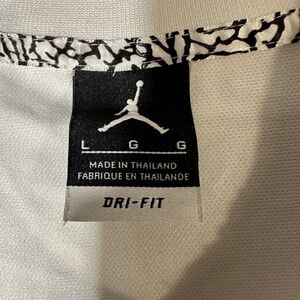 L G G
MADE IN THAILAND
FABRIQUE EN THAILANDE
DRI-FIT